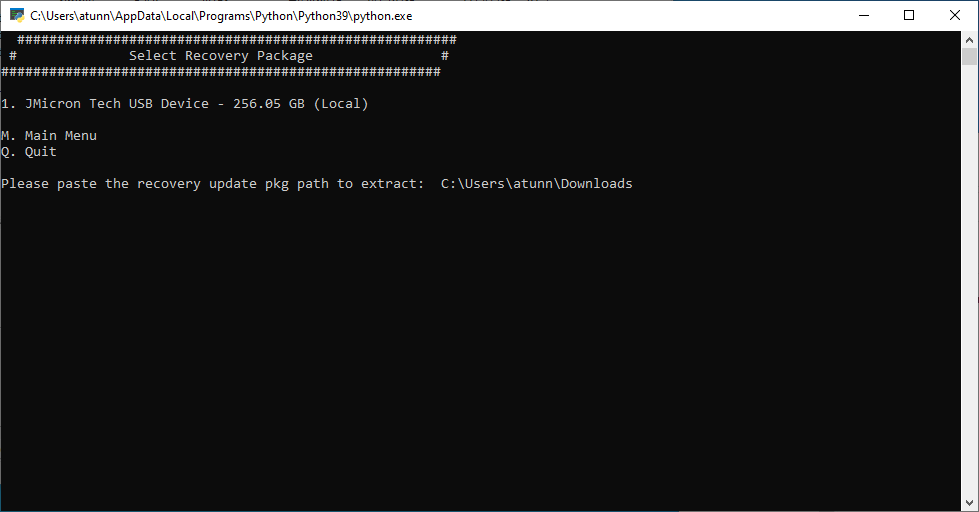 C:\Users\atunn\AppData\Local\Programs\Python\Python39\python.exe
#######################################################
# Select Recovery Package #
#######################################################
1. JMicron Tech USB Device - 256.05 GB (Local)
M. Main Menu
Q. Quit
Please paste the recovery update pkg path to extract: C:\Users\atunn\Downloads